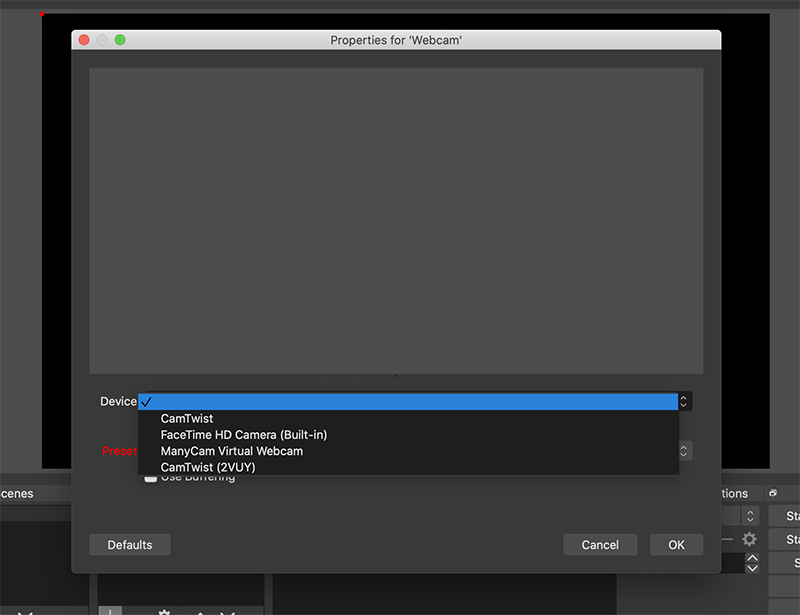 Properties for 'Webcam'
Device ✓
CamTwist
FaceTime HD Camera (Built-in)
Preset
ManyCam Virtual Webcam
CamTwist (2VUY)
Use Buffering
cenes
tions
Sta
Sta
S
Defaults
Cancel
OK